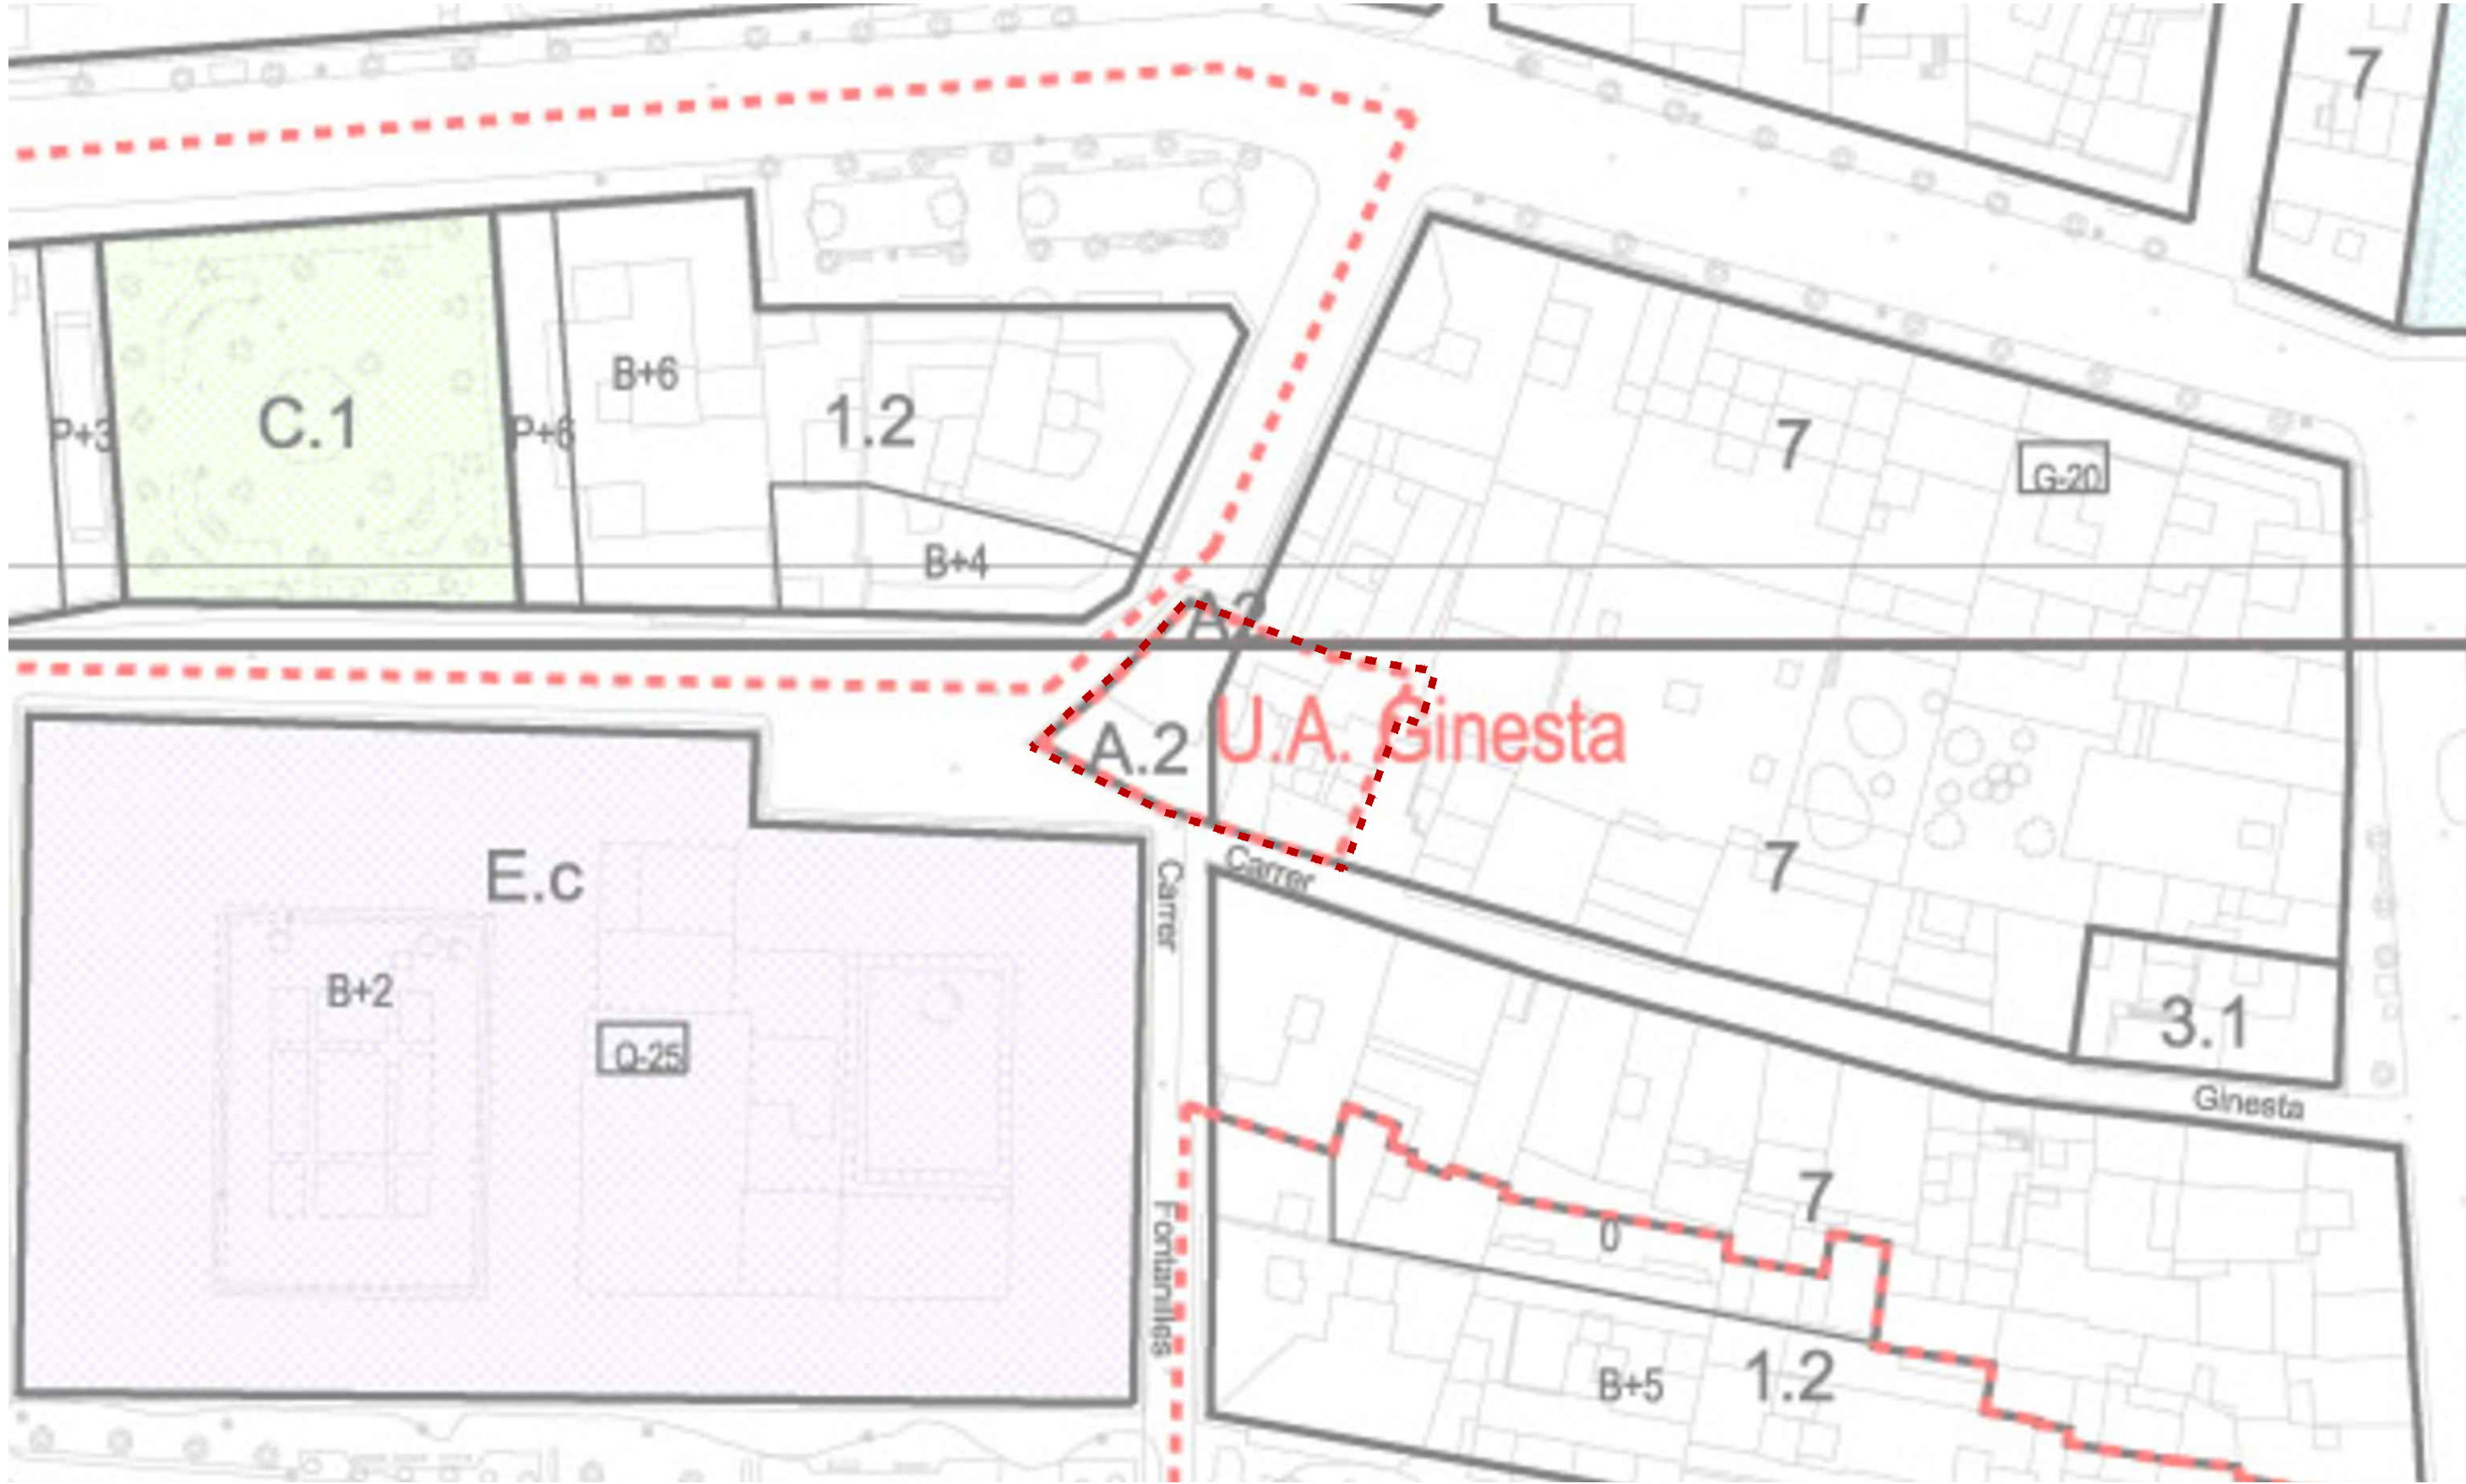 7
7
B+6
C.1
1.2
P+3
P+6
7
G-20
B+4
A.2
U.A. Ginesta
A.2
Carrer
7
E.c
Carrer
B+2
3.1
Q-25
Ginesta
7
0
Fontanilles
1.2
B+5